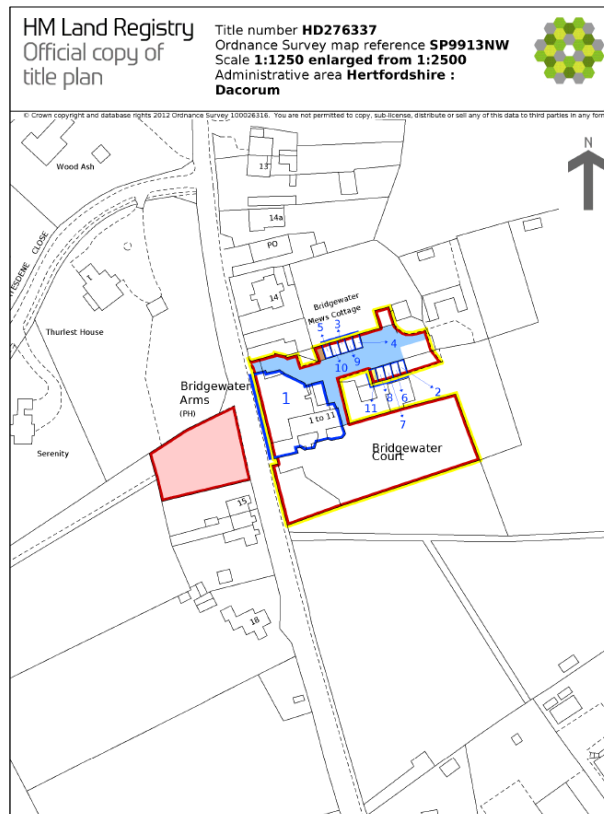 HM Land Registry
Official copy of
title plan
Title number HD276337
Ordnance Survey map reference SP9913NW
Scale 1:1250 enlarged from 1:2500
Administrative area Hertfordshire :
Dacorum
© Crown copyright and database rights 2012 Ordnance Survey 100026316. You are not permitted to copy, sub-license, distribute or sell any of this data to third parties in any form
N
Wood Ash
13
14a
PO
CLOSE
1
14
Bridgewater
Mews Cottage
Thurlest House
5
3
4
10
9
Bridgewater
Arms
(PH)
1
1 to 11
11
8
6
2
7
Bridgewater
Court
Serenity
15
18